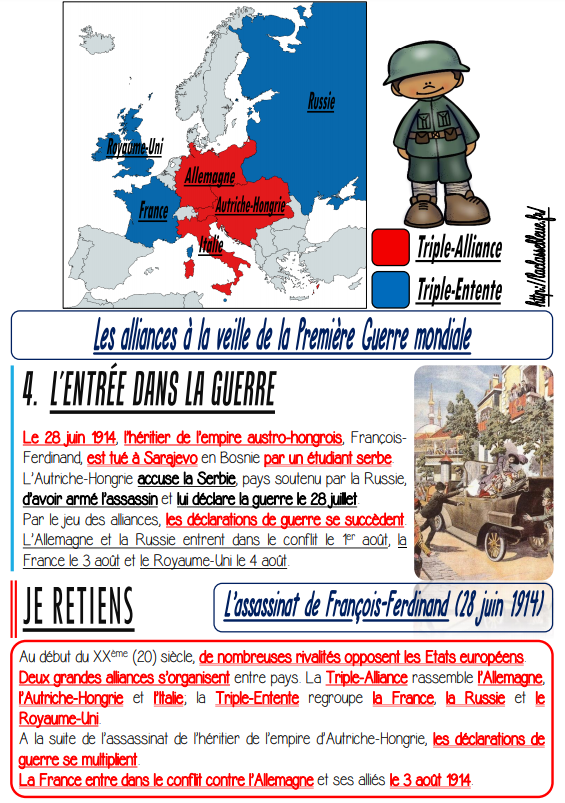 Russie
Royaume-Uni
Allemagne
France
Autriche-Hongrie
Italie
Triple-Alliance
Triple-Entente
http://laclassebleue.fr/
Les alliances à la veille de la Première Guerre mondiale
4. L'ENTRÉE DANS LA GUERRE
Le 28 juin 1914, l'héritier de l'empire austro-hongrois, François-
Ferdinand, est tué à Sarajevo en Bosnie par un étudiant serbe.
L'Autriche-Hongrie accuse la Serbie, pays soutenu par la Russie,
d'avoir armé l'assassin et lui déclare la guerre le 28 juillet.
Par le jeu des alliances, les déclarations de guerre se succèdent.
L'Allemagne et la Russie entrent dans le conflit le 1er août, la
France le 3 août et le Royaume-Uni le 4 août.
JE RETIENS
L'assassinat de François-Ferdinand (28 juin 1914)
Au début du XXème (20) siècle, de nombreuses rivalités opposent les Etats européens.
Deux grandes alliances s'organisent entre pays. La Triple-Alliance rassemble l'Allemagne,
l'Autriche-Hongrie et l'Italie; la Triple-Entente regroupe la France, la Russie et le
Royaume-Uni.
A la suite de l'assassinat de l'héritier de l'empire d'Autriche-Hongrie, les déclarations de
guerre se multiplient.
La France entre dans le conflit contre l'Allemagne et ses alliés le 3 août 1914.